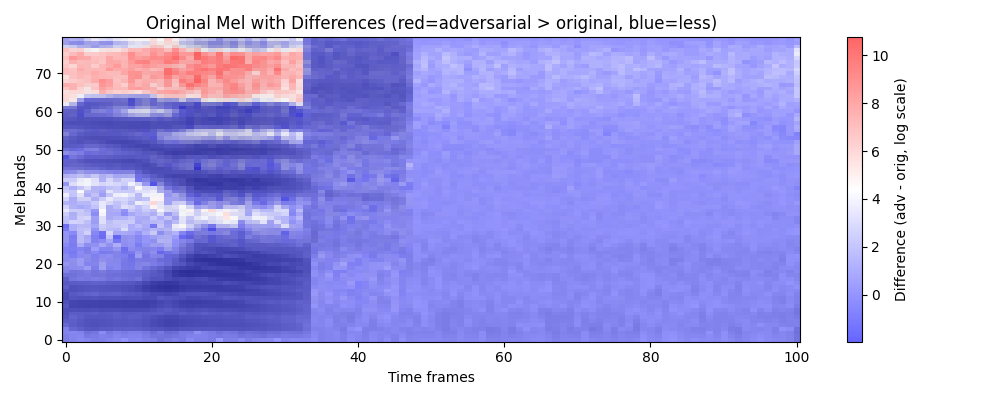 Original Mel with Differences (red=adversarial > original, blue=less)
70
60
50
40
30
20
10
0
Mel bands
0 20 40 60 80 100
Time frames
10
8
6
4
2
0
Difference (adv - orig, log scale)